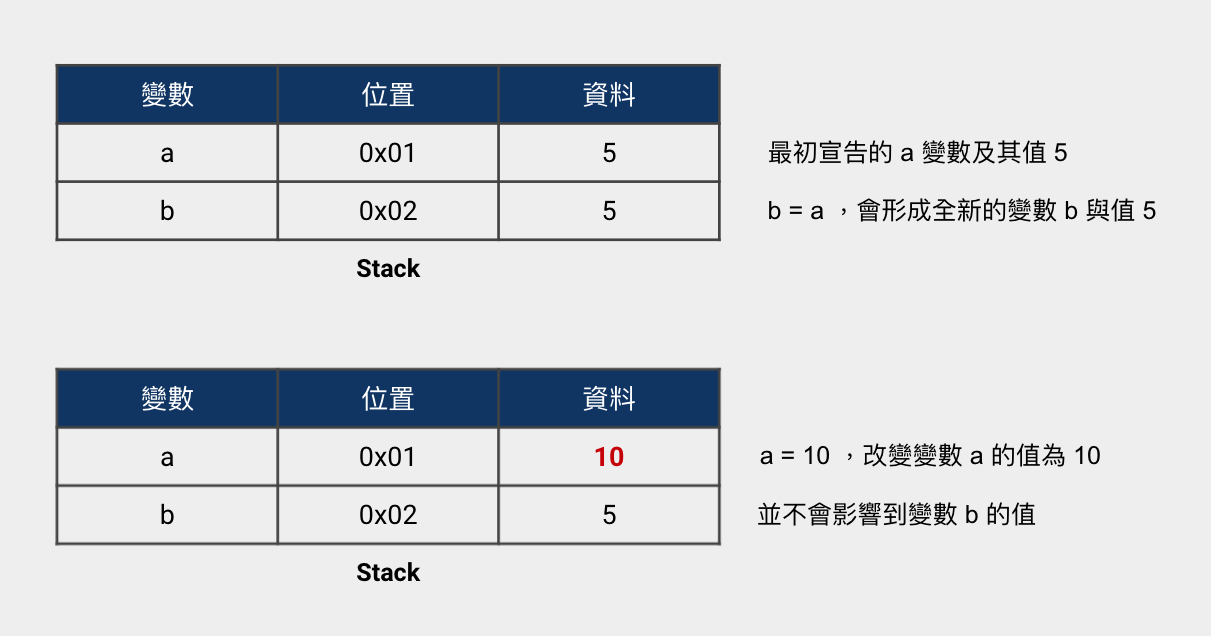 變數 位置 資料
a 0x01 5 最初宣告的 a 變數及其值 5
b 0x02 5 b = a ，會形成全新的變數 b 與值 5
Stack
變數 位置 資料
a 0x01 10 a = 10 ，改變變數 a 的值為 10
b 0x02 5 並不會影響到變數 b 的值
Stack